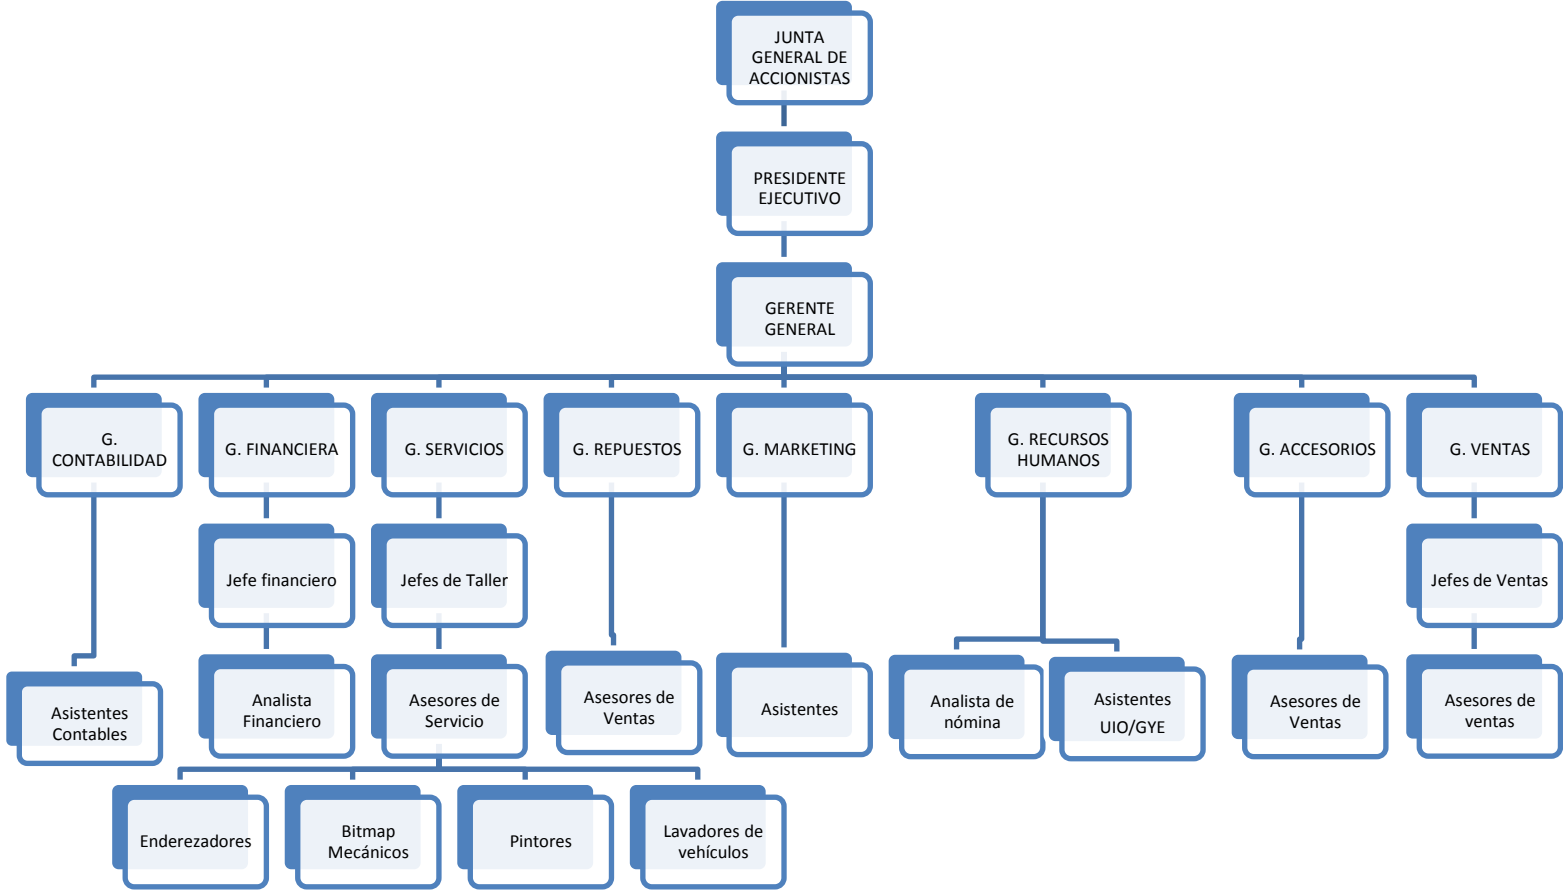 JUNTA
GENERAL DE
ACCIONISTAS
PRESIDENTE
EJECUTIVO
GERENTE
GENERAL
G.
CONTABILIDAD
G. FINANCIERA
G. SERVICIOS
G. REPUESTOS
G. MARKETING
G. RECURSOS
HUMANOS
G. ACCESORIOS
G. VENTAS
Jefe financiero
Jefes de Taller
Jefes de Ventas
Asistentes
Contables
Analista
Financiero
Asesores de
Servicio
Asesores de
Ventas
Asistentes
Analista de
nómina
Asistentes
UIO/GYE
Asesores de
Ventas
Asesores de
ventas
Enderezadores
Bitmap
Mecánicos
Pintores
Lavadores de
vehículos